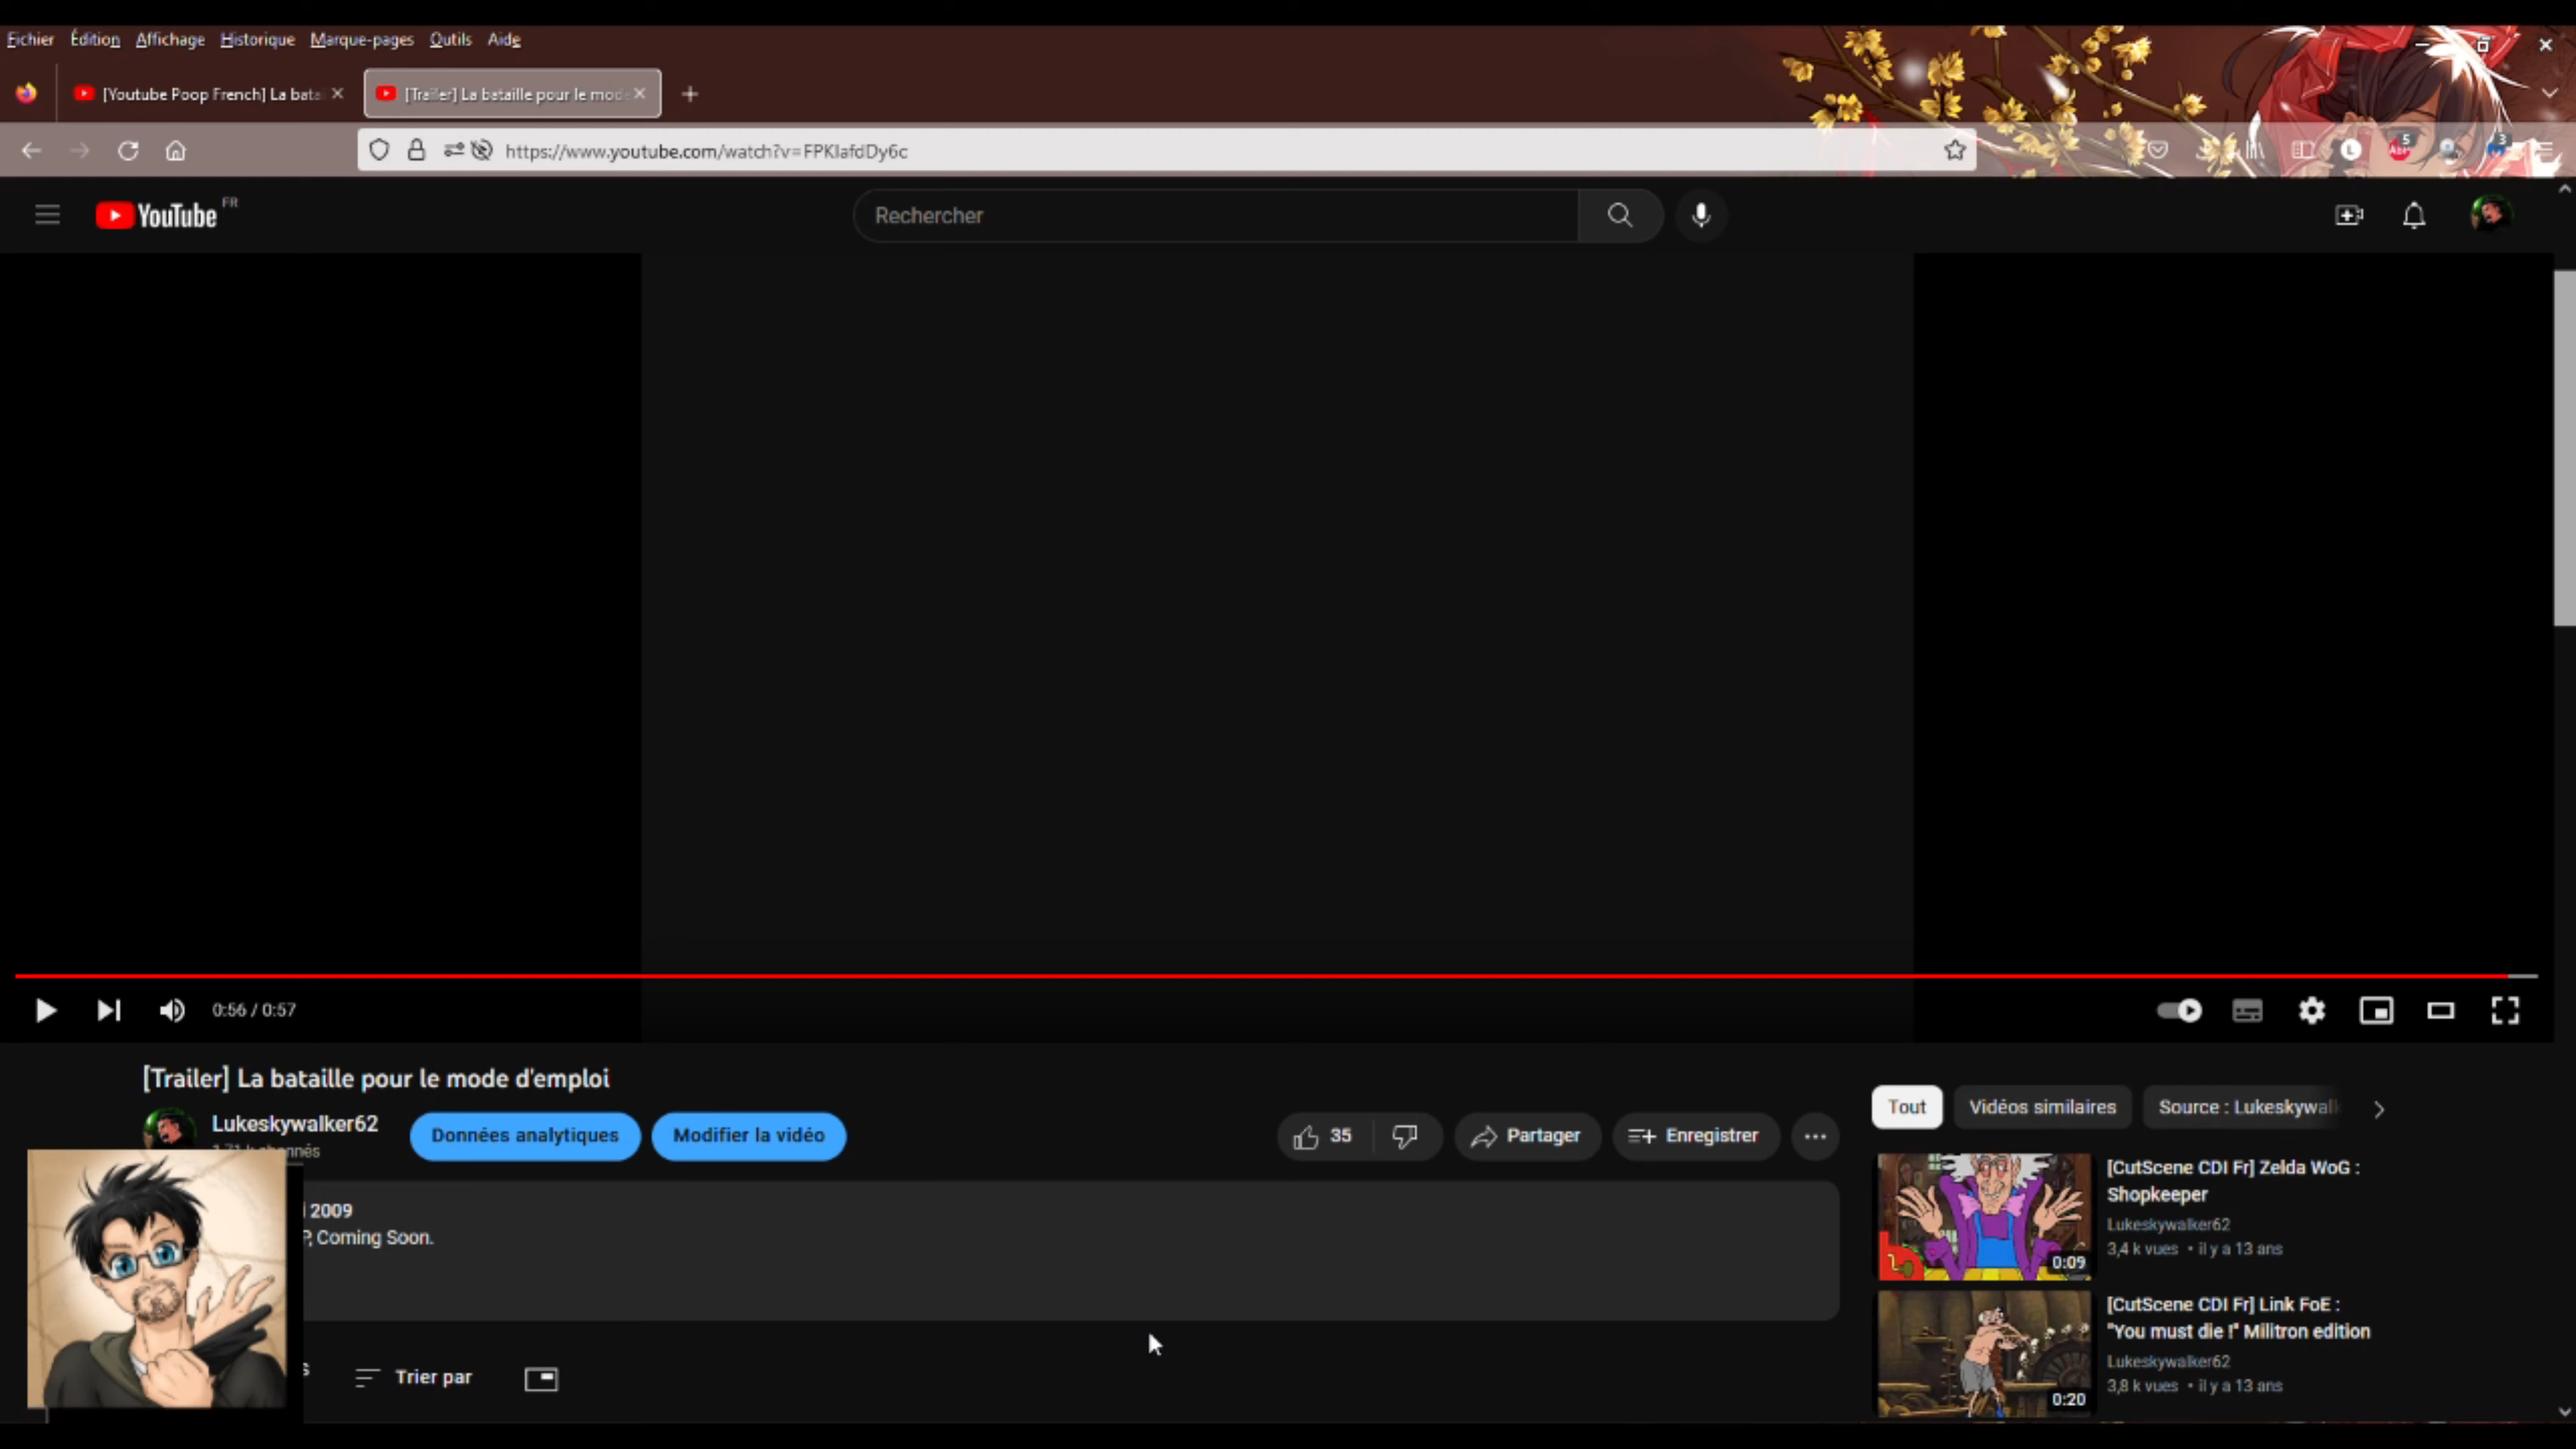 Fichier Édition Affichage Historique Marque-pages Outils Aide
[Youtube Poop French] La bata
[Trailer] La bataille pour le mode
https://www.youtube.com/watch?v=FPKlafdDy6c
5
3
YouTube FR
Rechercher
0:56 / 0:57
[Trailer] La bataille pour le mode d'emploi
Lukeskywalker62
Données analytiques
Modifier la vidéo
35
Partager
Enregistrer
Tout
Vidéos similaires
Source : Lukeskywalk
2009
Coming Soon.
Trier par
[CutScene CDI Fr] Zelda WoG :
Shopkeeper
Lukeskywalker62
3,4 k vues • il y a 13 ans
0:09
[CutScene CDI Fr] Link FoE :
"You must die !" Militron edition
Lukeskywalker62
3,8 k vues • il y a 13 ans
0:20